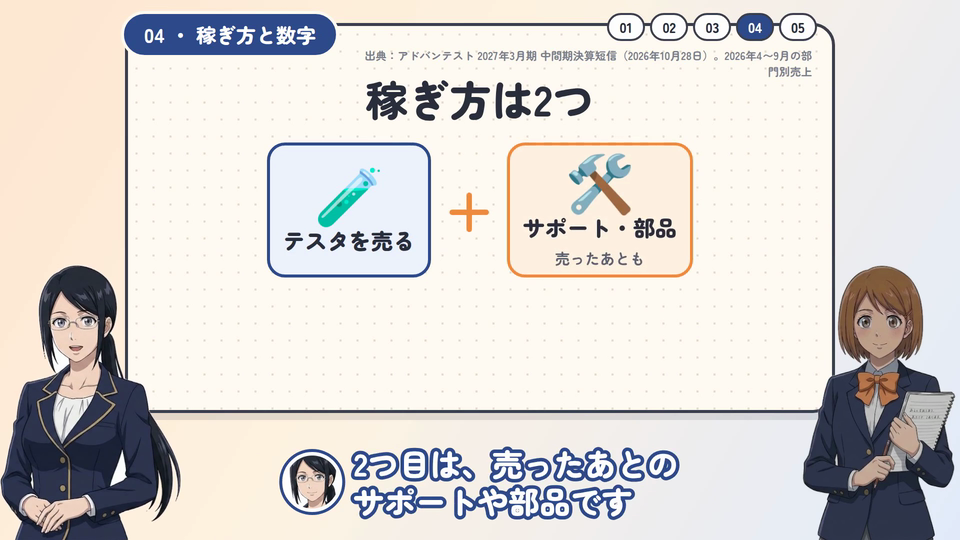 04 ・ 稼ぎ方と数字
01 02 03 04 05
出典：アドバンテスト 2027年3月期 中間期決算短信（2026年10月28日）。2026年4〜9月の部
門別売上
稼ぎ方は2つ
テスタを売る
+
サポート・部品
売ったあとも
2つ目は、売ったあとの
サポートや部品です